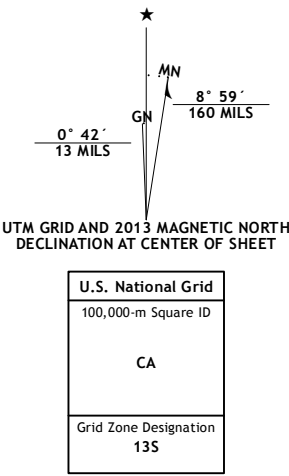 MN
GN
8° 59´
160 MILS
0° 42´
13 MILS
UTM GRID AND 2013 MAGNETIC NORTH
DECLINATION AT CENTER OF SHEET
U.S. National Grid
100,000-m Square ID
CA
Grid Zone Designation
13S